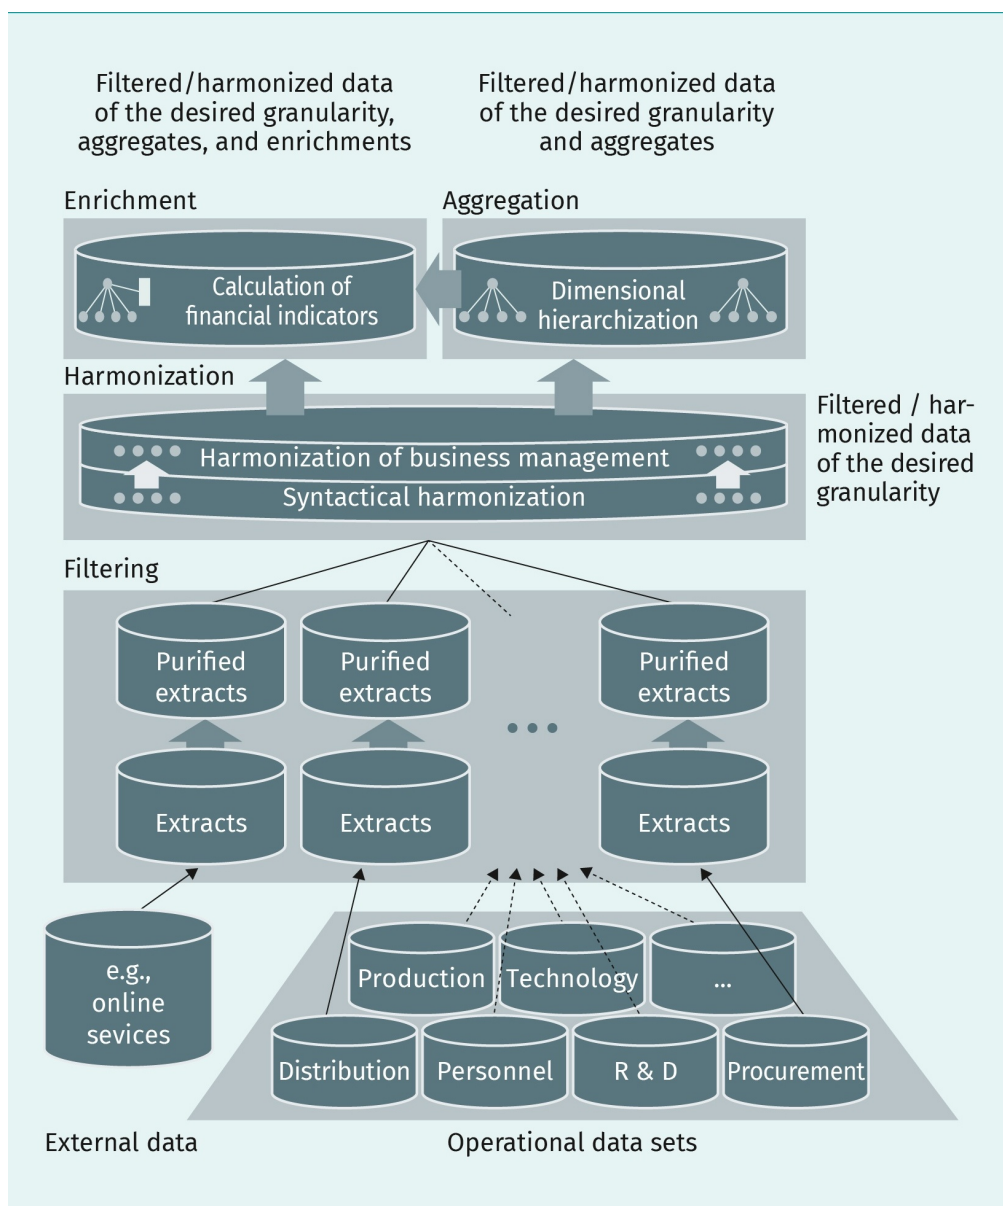 Filtered/harmonized data
of the desired granularity,
aggregates, and enrichments
Filtered/harmonized data
of the desired granularity
and aggregates
Enrichment
Aggregation
Calculation of
financial indicators
Dimensional
hierarchization
Harmonization
Harmonization of business management
Syntactical harmonization
Filtered / har-
monized data
of the desired
granularity
Filtering
Purified
extracts
Purified
extracts
Purified
extracts
Extracts
Extracts
Extracts
e.g.,
online
sevices
Production
Technology
...
Distribution
Personnel
R & D
Procurement
External data
Operational data sets